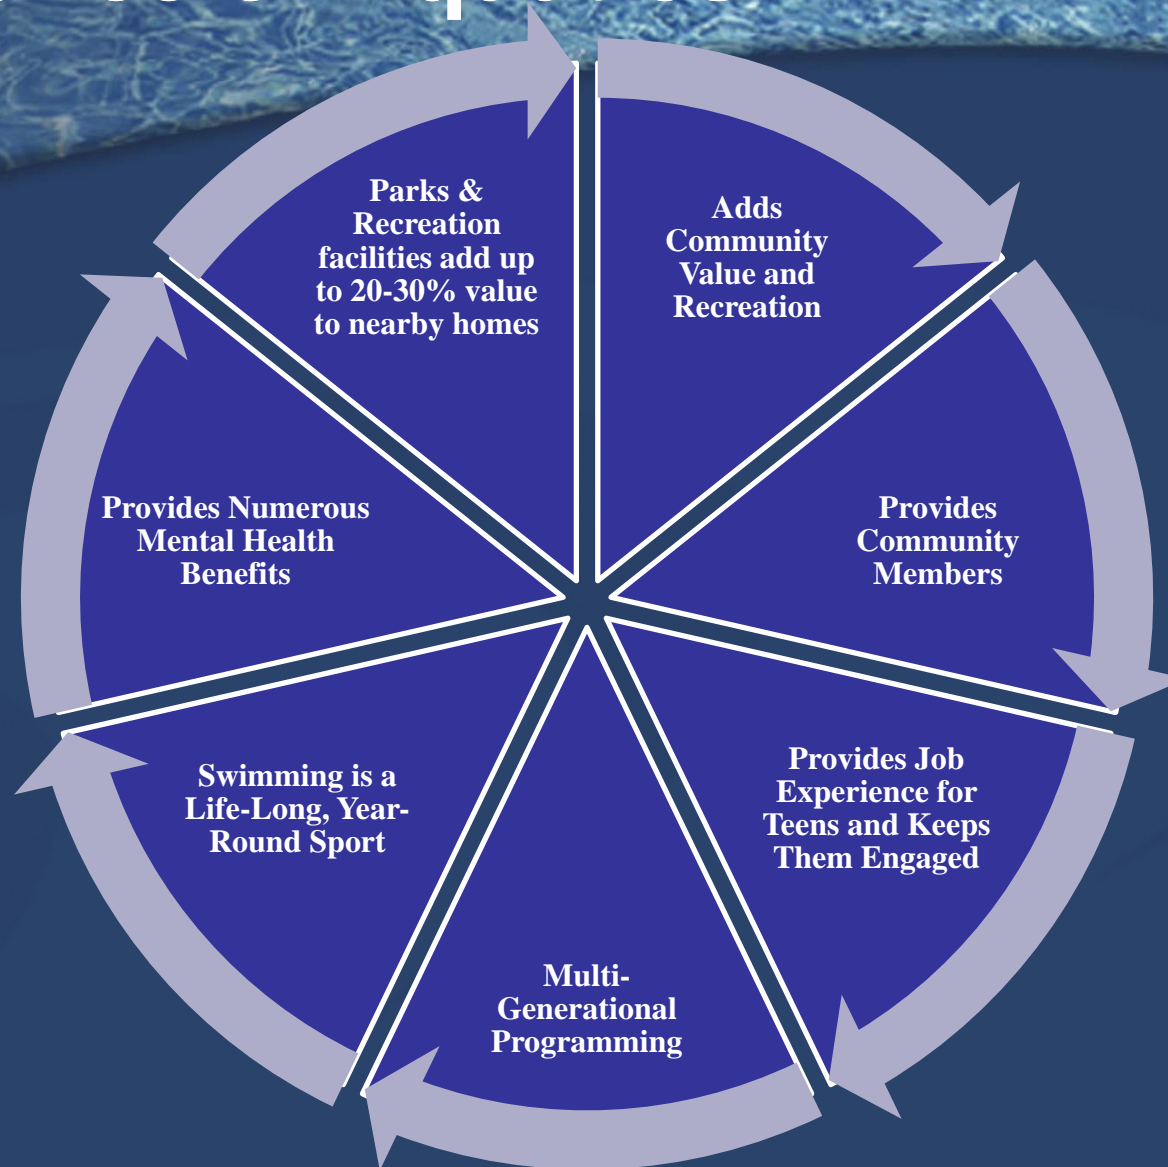 Parks &
Recreation
facilities add up
to 20-30% value
to nearby homes
Adds
Community
Value and
Recreation
Provides
Community
Members
Provides Job
Experience for
Teens and Keeps
Them Engaged
Multi-
Generational
Programming
Swimming is a
Life-Long, Year-
Round Sport
Provides Numerous
Mental Health
Benefits